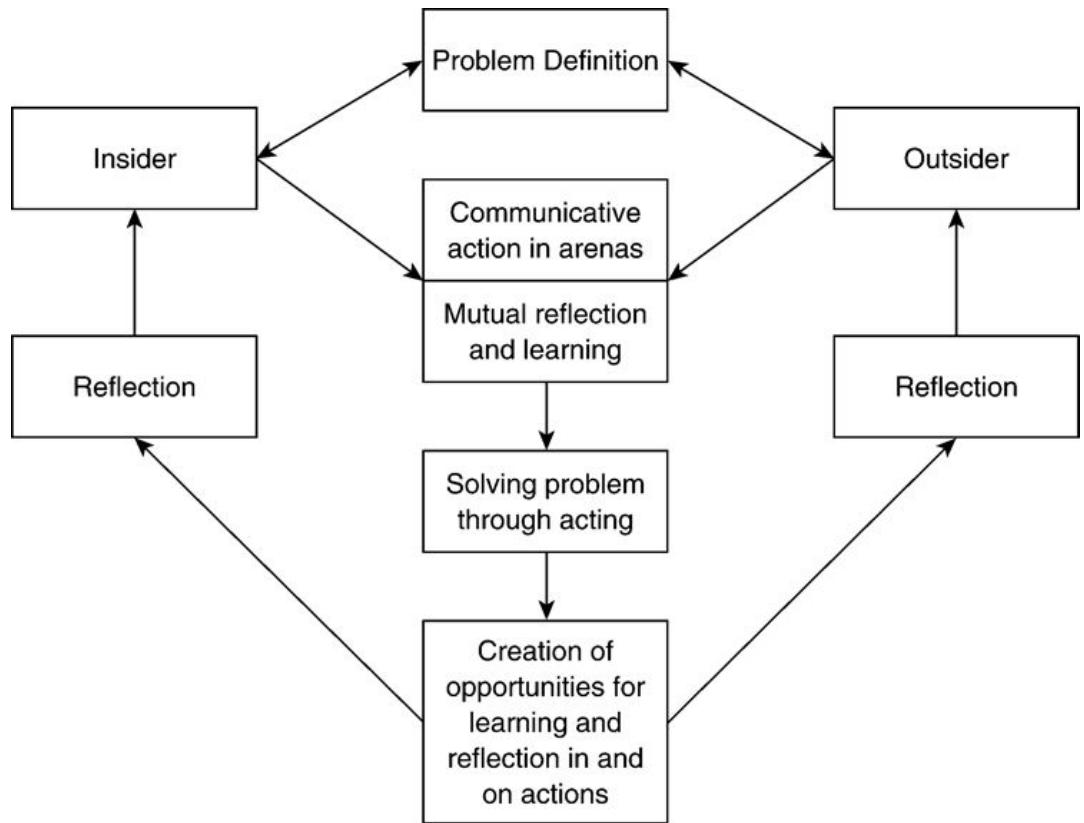 Problem Definition
Insider
Outsider
Communicative
action in arenas
Mutual reflection
and learning
Reflection
Reflection
Solving problem
through acting
Creation of
opportunities for
learning and
reflection in and
on actions